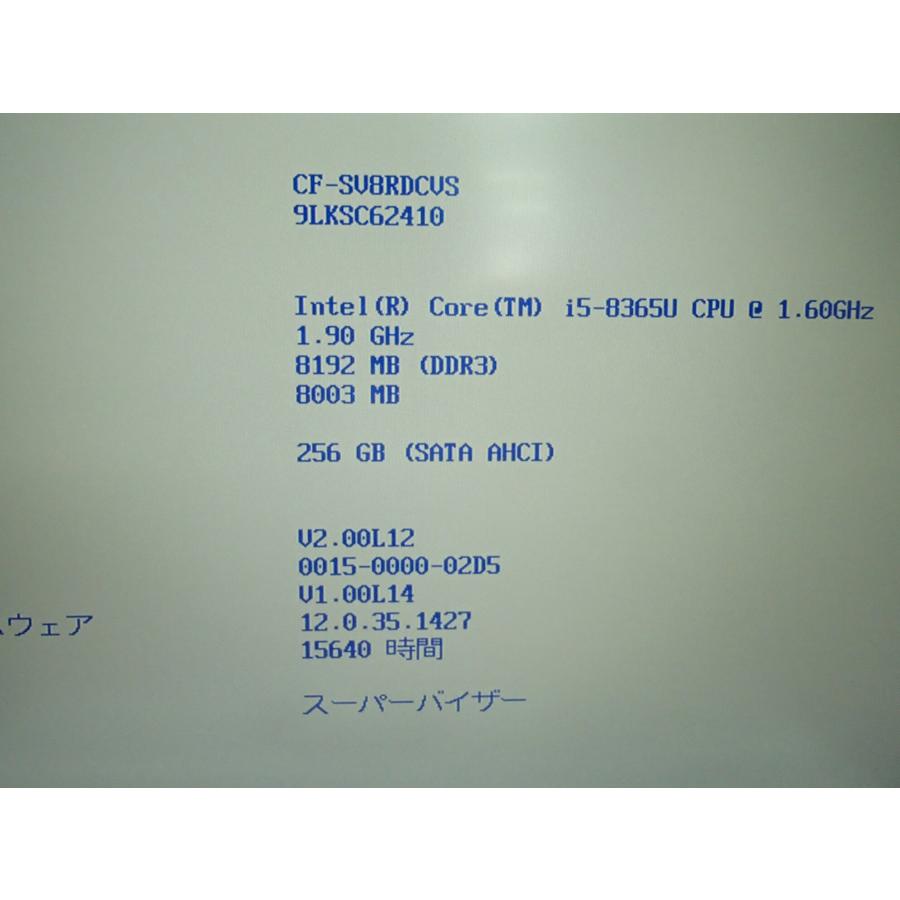 CF-SV8RDCVS
9LKSC62410
Intel(R) Core(TM) i5-8365U CPU @ 1.60GHz
1.90 GHz
8192 MB (DDR3)
8003 MB
256 GB (SATA AHCI)
V2.00L12
0015-0000-02D5
V1.00L14
ムウェア 12.0.35.1427
15640 時間
スーパーバイザー